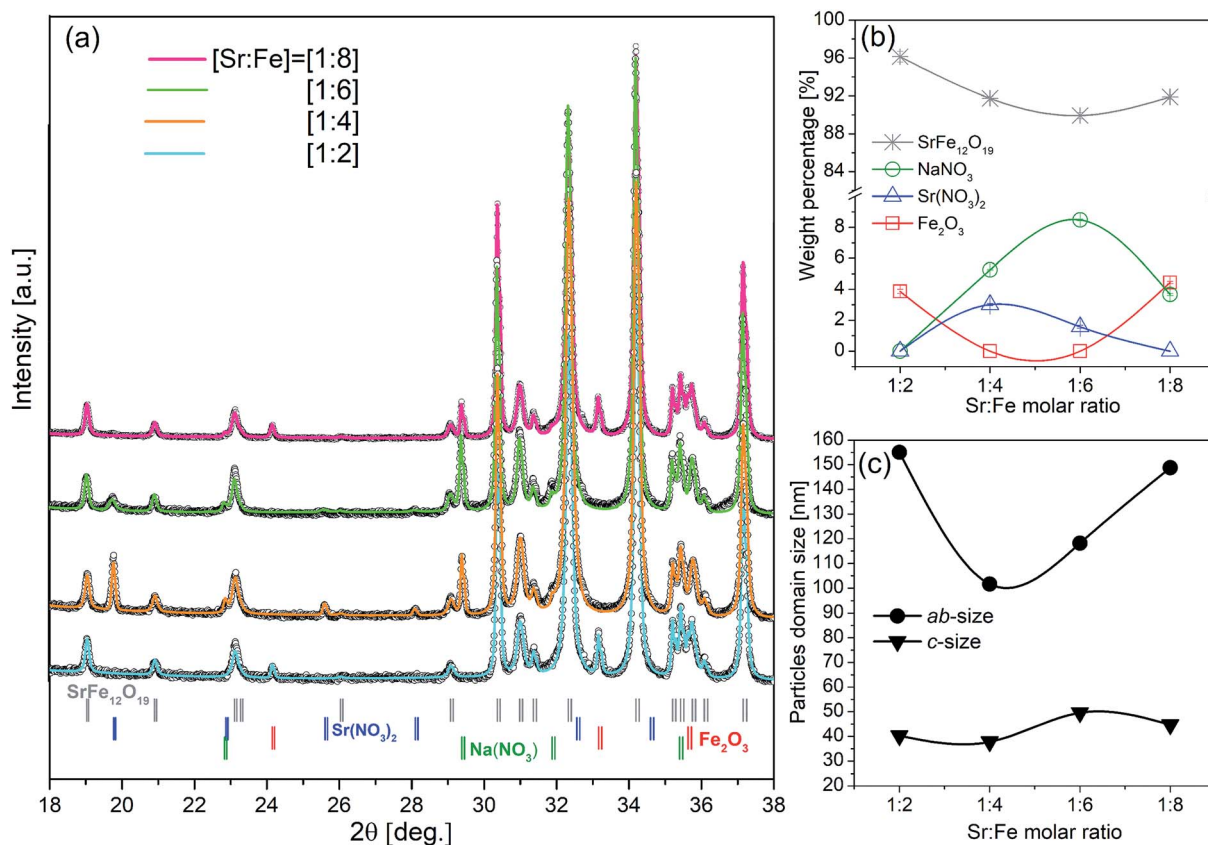 (a)
[Sr:Fe]=[1:8]
[1:6]
[1:4]
[1:2]
Intensity [a.u.]
SrFe₁₂O₁₉
Sr(NO₃)₂
Na(NO₃)
Fe₂O₃
18 20 22 24 26 28 30 32 34 36 38
2θ [deg.]
(b)
Weight percentage [%]
100
96
92
88
84
8
6
4
2
0
SrFe₁₂O₁₉
NaNO₃
Sr(NO₃)₂
Fe₂O₃
1:2 1:4 1:6 1:8
Sr:Fe molar ratio
(c)
Particles domain size [nm]
160
150
140
130
120
110
100
90
80
70
60
50
40
30
20
ab-size
c-size
1:2 1:4 1:6 1:8
Sr:Fe molar ratio